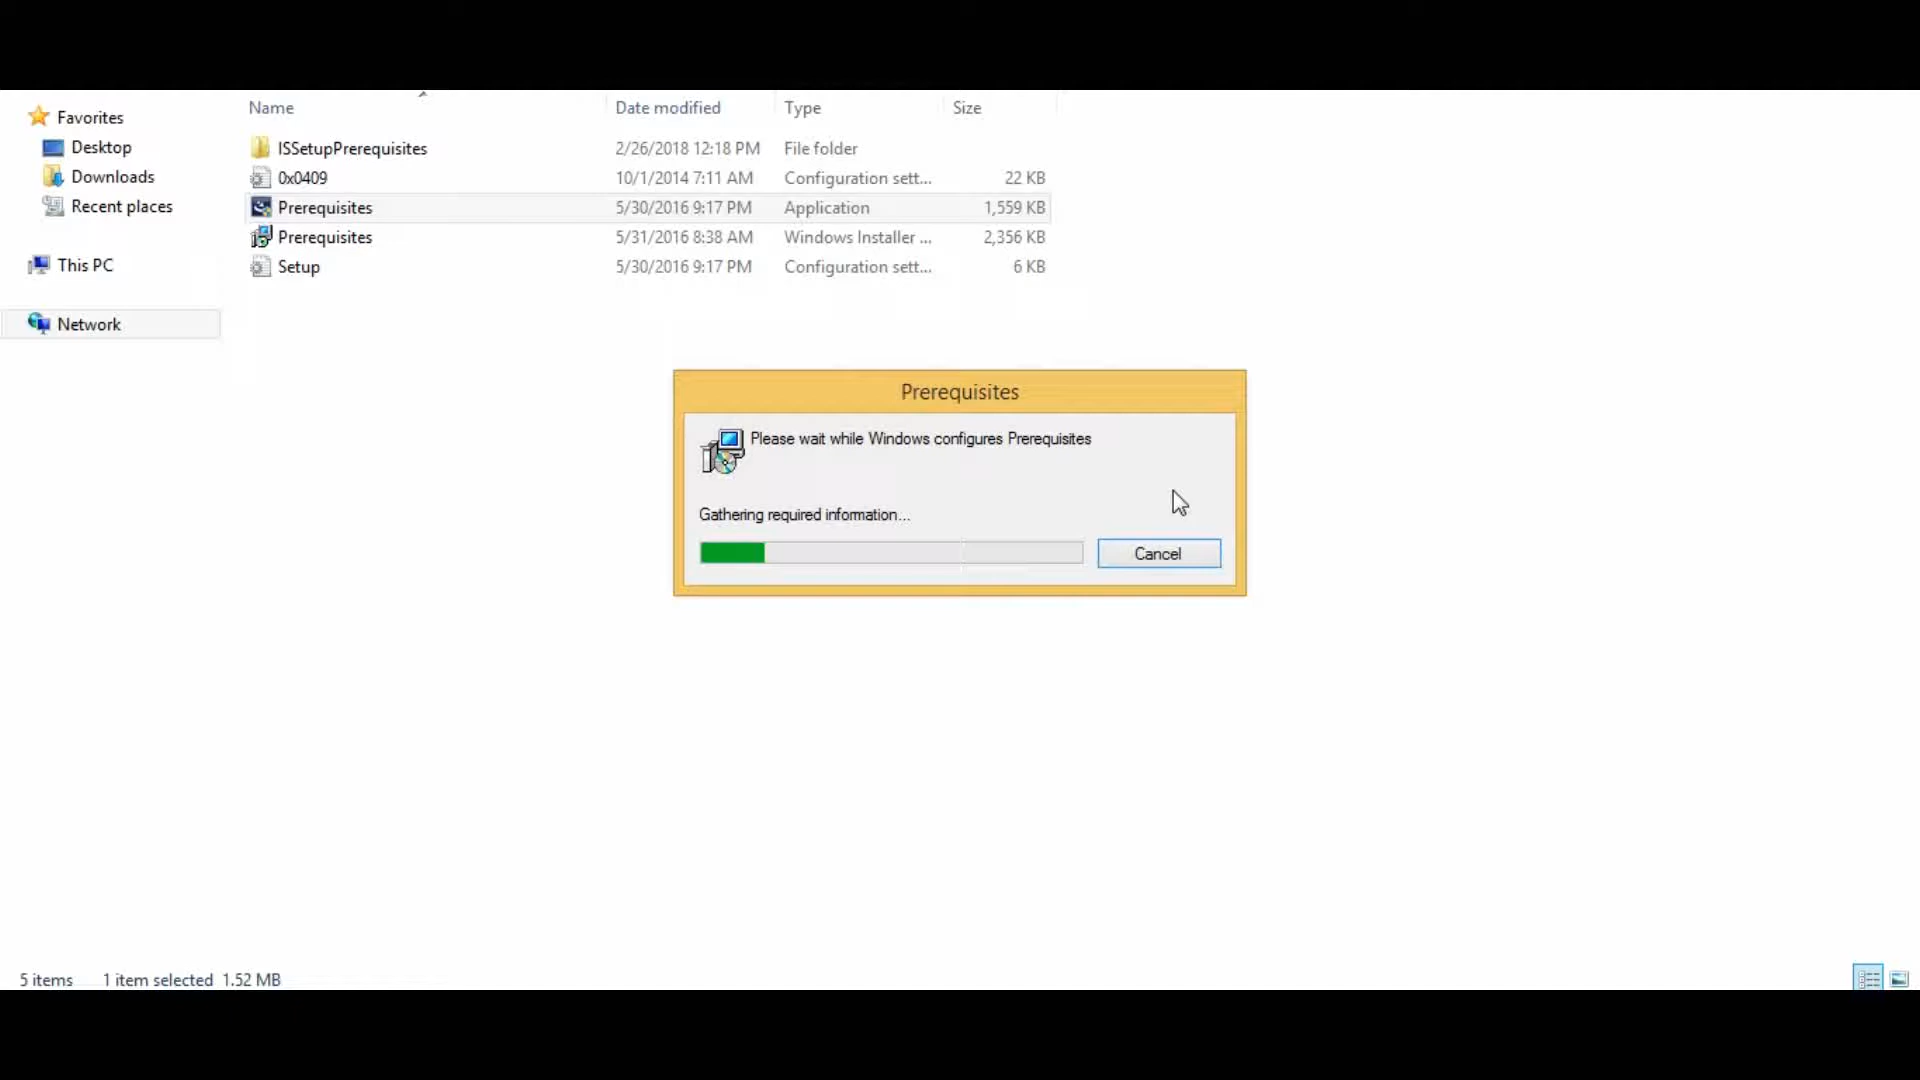 Name Date modified Type Size
Favorites
Desktop
Downloads
Recent places
This PC
Network
ISSetupPrerequisites 2/26/2018 12:18 PM File folder
0x0409 10/1/2014 7:11 AM Configuration sett... 22 KB
Prerequisites 5/30/2016 9:17 PM Application 1,559 KB
Prerequisites 5/31/2016 8:38 AM Windows Installer ... 2,356 KB
Setup 5/30/2016 9:17 PM Configuration sett... 6 KB
Prerequisites
Please wait while Windows configures Prerequisites
Gathering required information...
Cancel
5 items 1 item selected 1.52 MB